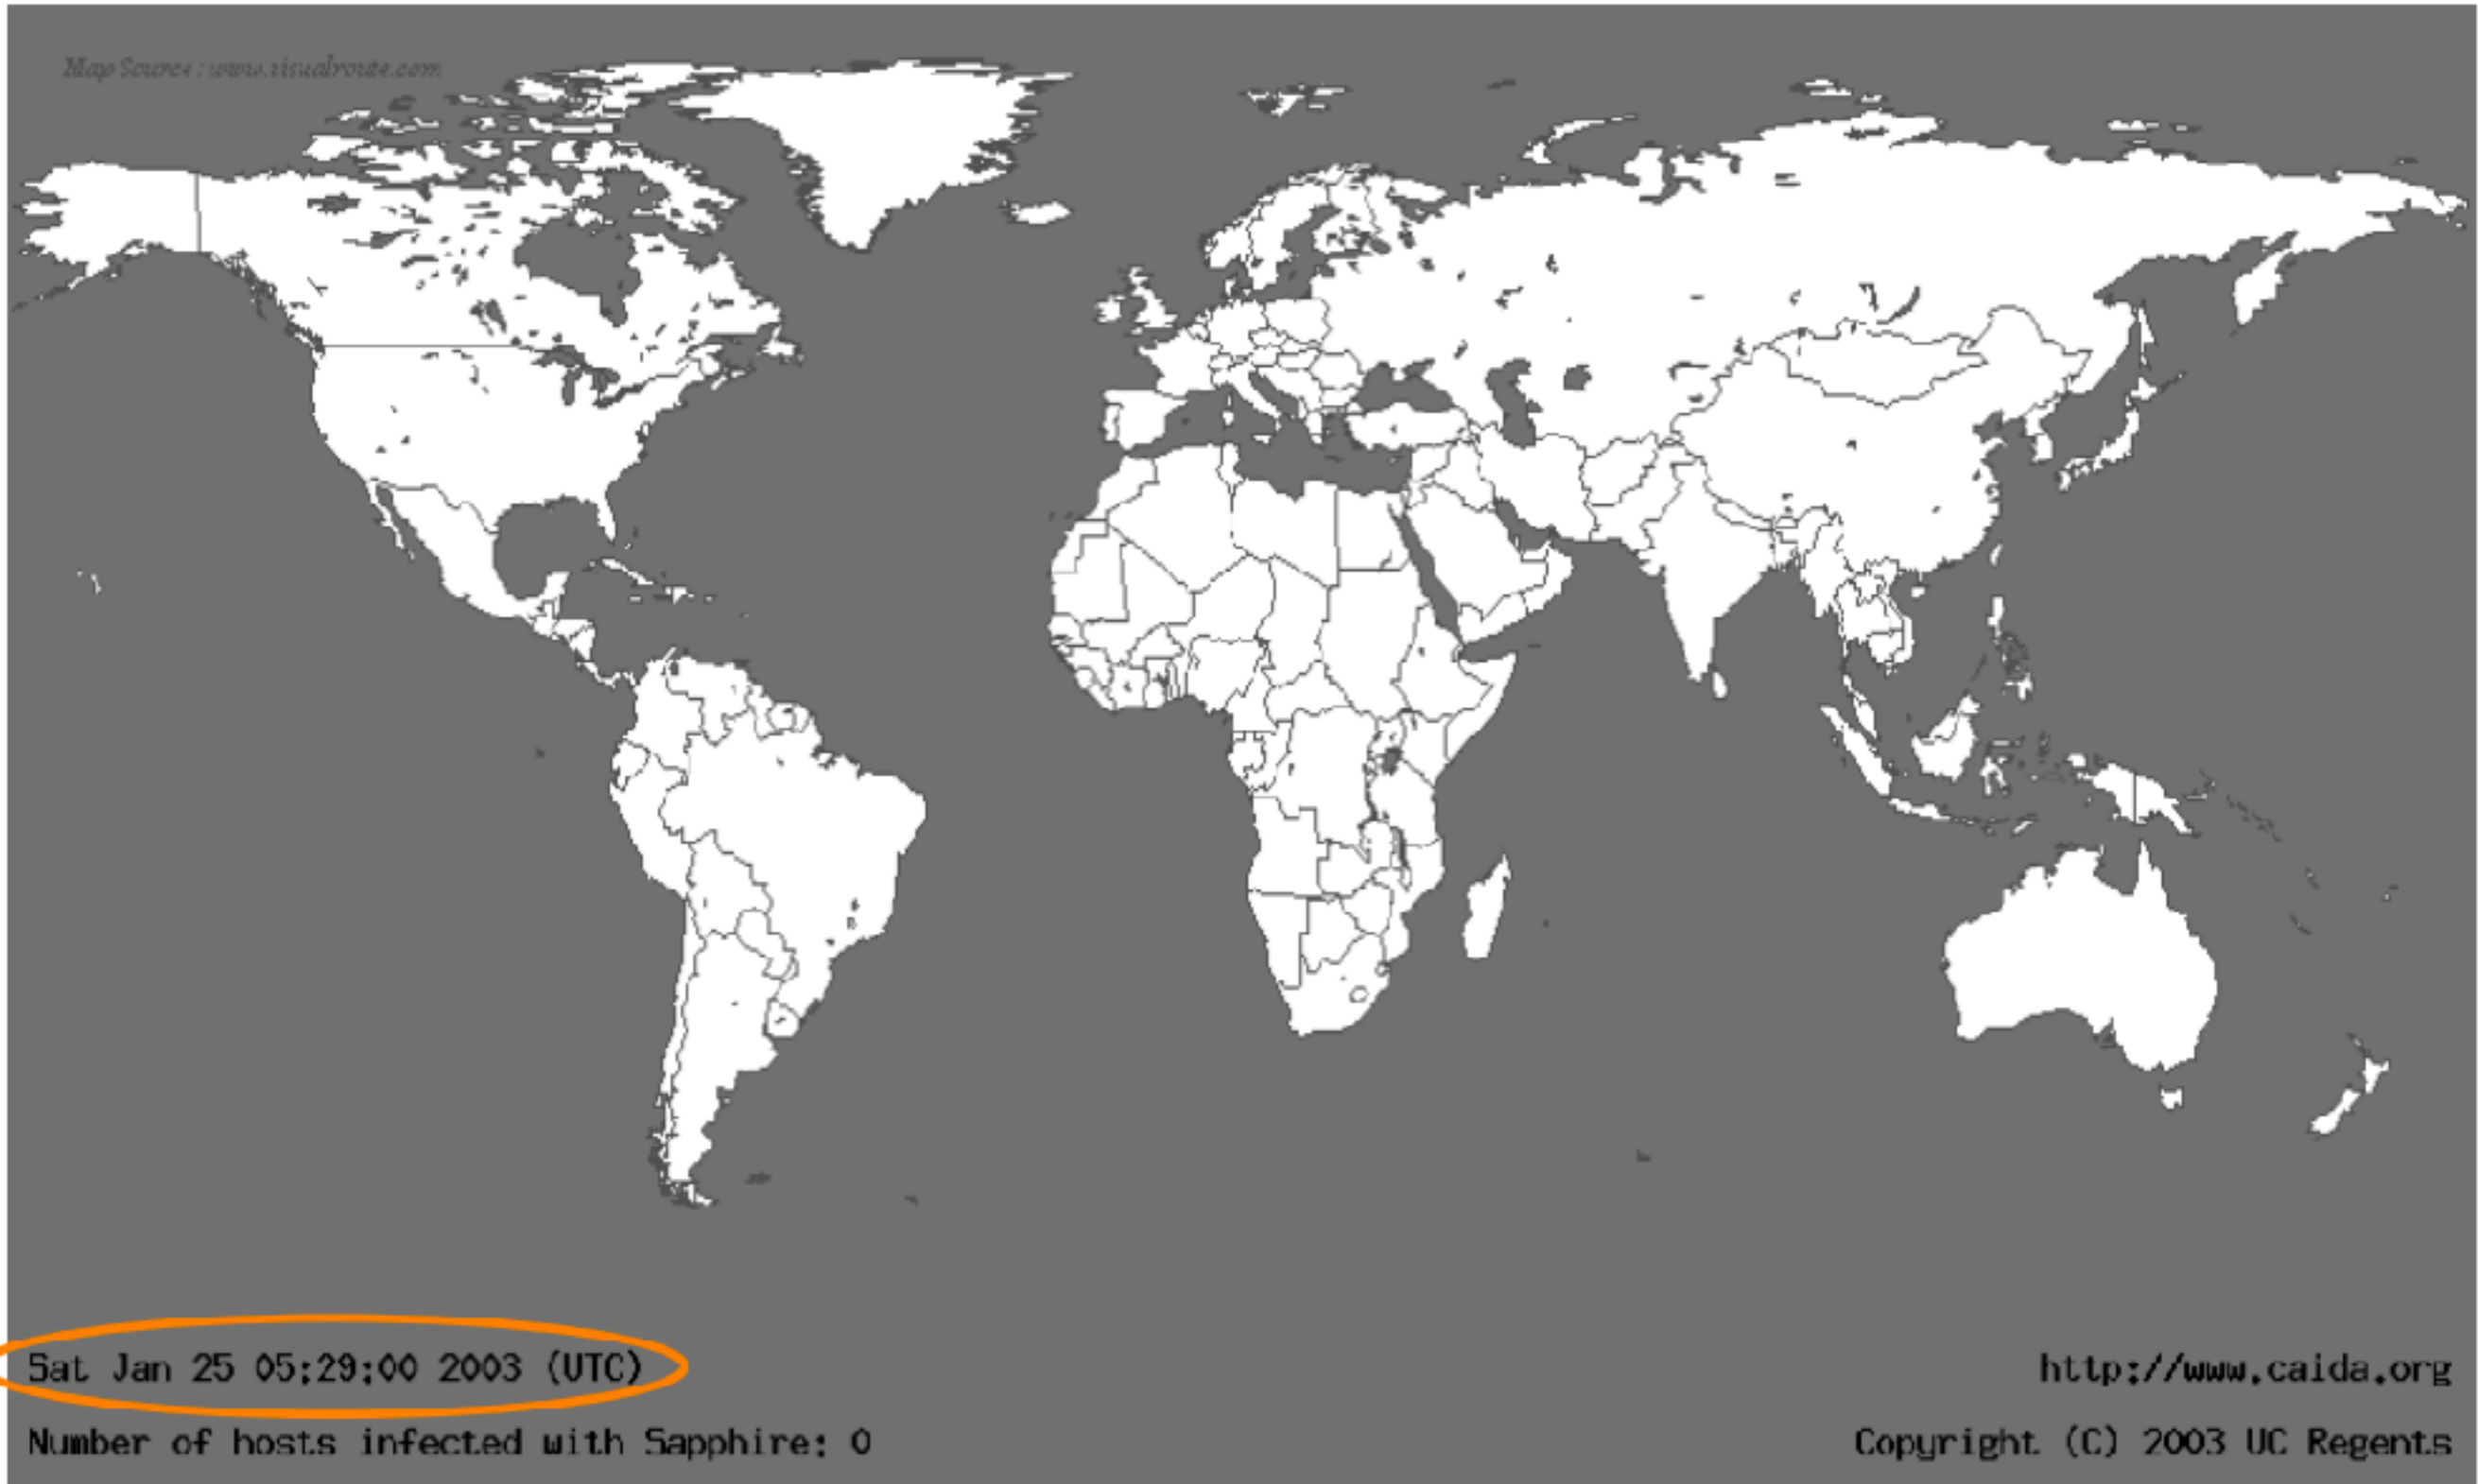 Map Source : www.visualroute.com
Sat Jan 25 05:29:00 2003 (UTC)
http://www.caida.org
Number of hosts infected with Sapphire: 0
Copyright (C) 2003 UC Regents